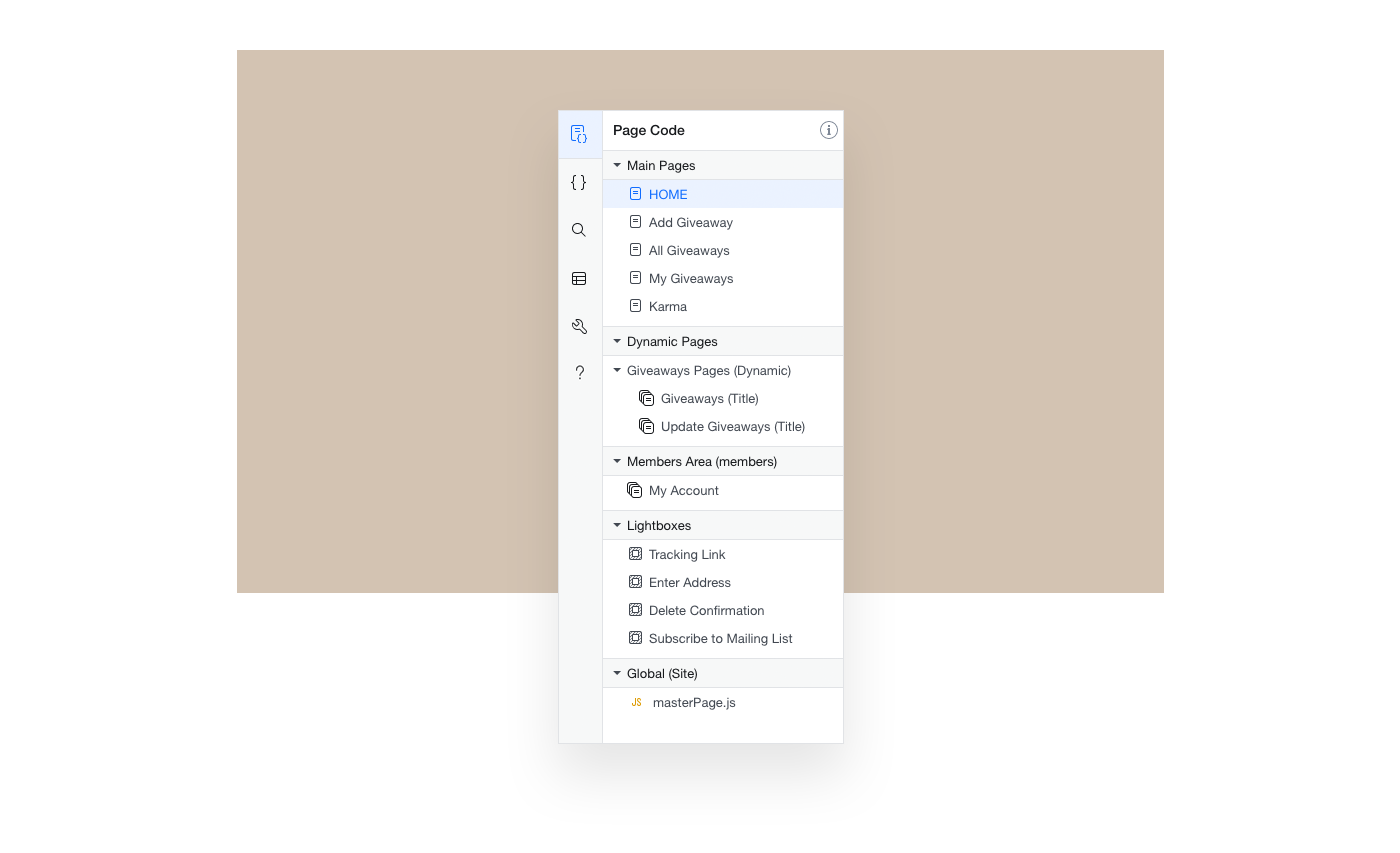 Page Code
Main Pages
HOME
Add Giveaway
All Giveaways
My Giveaways
Karma
Dynamic Pages
Giveaways Pages (Dynamic)
Giveaways (Title)
Update Giveaways (Title)
Members Area (members)
My Account
Lightboxes
Tracking Link
Enter Address
Delete Confirmation
Subscribe to Mailing List
Global (Site)
JS masterPage.js